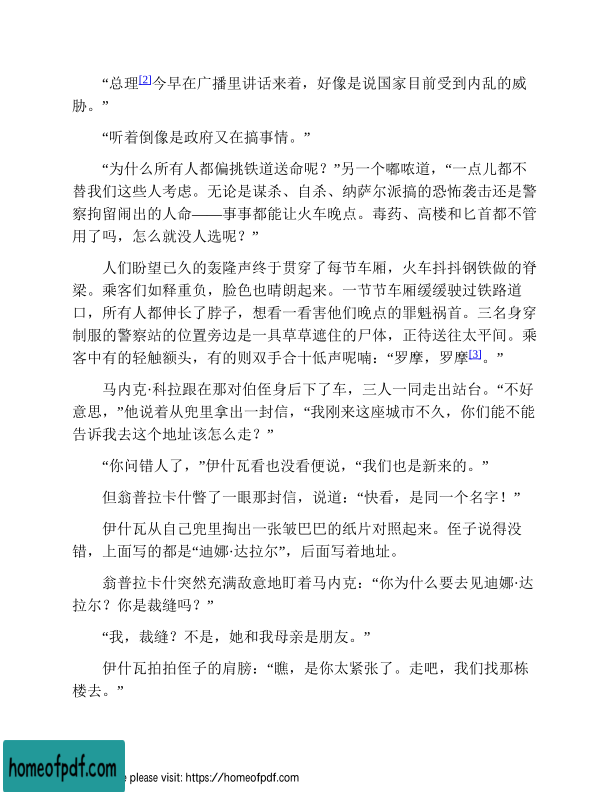 “总理[2]今早在广播里讲话来着，好像是说国家目前受到内乱的威
胁。”
“听着倒像是政府又在搞事情。”
“为什么所有人都偏挑铁道送命呢？”另一个嘟哝道，“一点儿都不
替我们这些人考虑。无论是谋杀、自杀、纳萨尔派搞的恐怖袭击还是警
察拘留闹出的人命——事事都能让火车晚点。毒药、高楼和匕首都不管
用了吗，怎么就没人选呢？”
人们盼望已久的轰隆声终于贯穿了每节车厢，火车抖抖钢铁做的脊
梁。乘客们如释重负，脸色也晴朗起来。一节节车厢缓缓驶过铁路道
口，所有人都伸长了脖子，想看一看害他们晚点的罪魁祸首。三名身穿
制服的警察站的位置旁边是一具草草遮住的尸体，正待送往太平间。乘
客中有的轻触额头，有的则双手合十低声呢喃：“罗摩，罗摩[3]。”
马内克·科拉跟在那对伯侄身后下了车，三人一同走出站台。“不好
意思，”他说着从兜里拿出一封信，“我刚来这座城市不久，你们能不能
告诉我去这个地址该怎么走？”
“你问错人了，”伊什瓦看也没看便说，“我们也是新来的。”
但翁普拉卡什瞥了一眼那封信，说道：“快看，是同一个名字！”
伊什瓦从自己兜里掏出一张皱巴巴的纸片对照起来。侄子说得没
错，上面写的都是“迪娜·达拉尔”，后面写着地址。
翁普拉卡什突然充满敌意地盯着马内克：“你为什么要去见迪娜·达
拉尔？你是裁缝吗？”
“我，裁缝？不是，她和我母亲是朋友。”
伊什瓦拍拍侄子的肩膀：“瞧，是你太紧张了。走吧，我们找那栋
楼去。”
homeofpdf.com
e please visit: https://homeofpdf.com